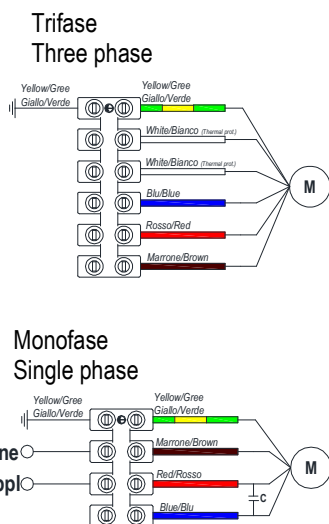 Trifase
Three phase
Yellow/Gree
Giallo/Verde
Yellow/Gree
Giallo/Verde
White/Bianco (Thermal prot.)
White/Bianco (Thermal prot.)
Blu/Blue
Rosso/Red
Marrone/Brown
M
Monofase
Single phase
Yellow/Gree
Giallo/Verde
Yellow/Gree
Giallo/Verde
ne
Marrone/Brown
M
ppl
Red/Rosso
C
Blue/Blu